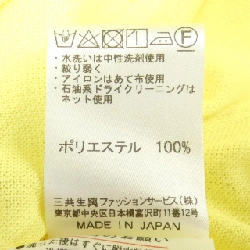 F
・水洗いは中性洗剤使用
・絞り弱く
・アイロンはあて布使用
・石油系ドライクリーニングは
ネット使用
ポリエステル 100%
三共生興ファッションサービス(株)
東京都中央区日本橋富沢町11番12号
MADE IN JAPAN